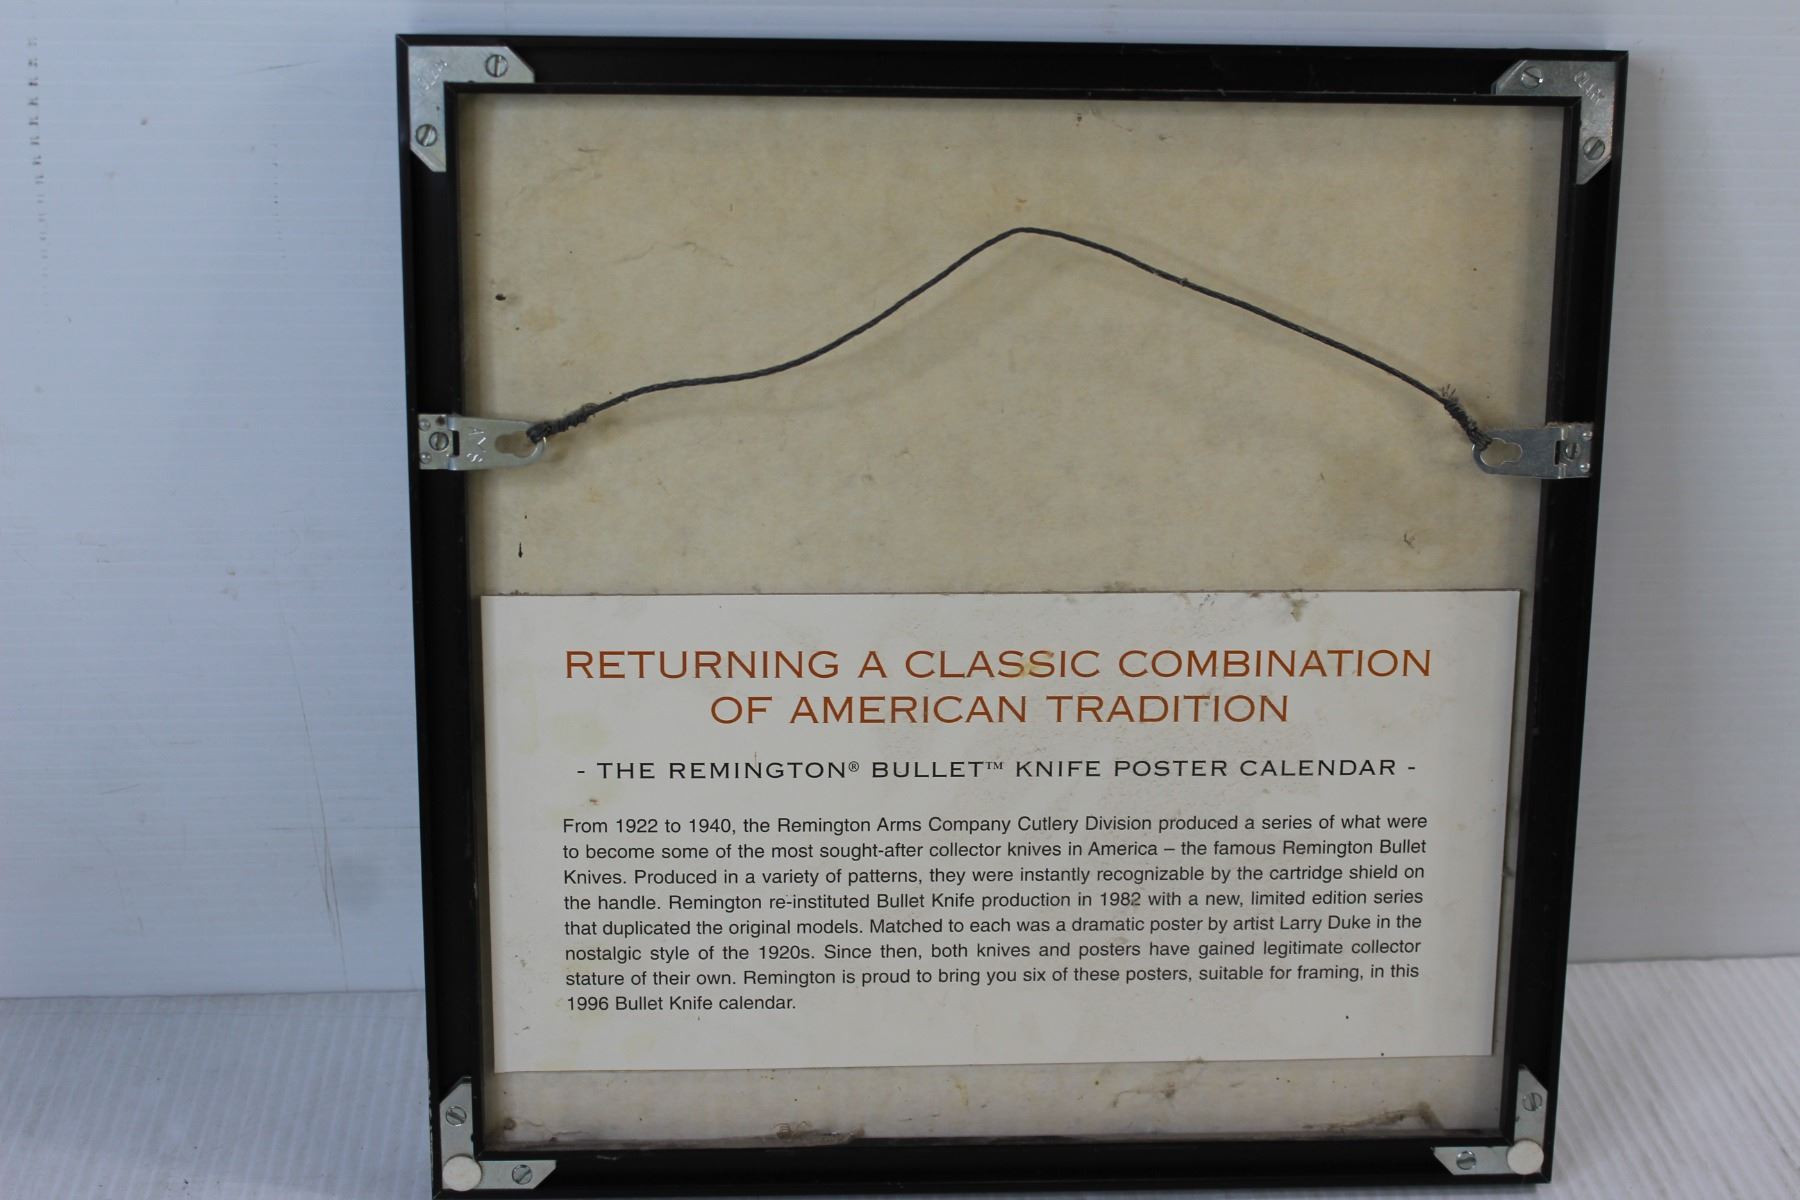 RETURNING A CLASSIC COMBINATION
OF AMERICAN TRADITION
- THE REMINGTON® BULLET™ KNIFE POSTER CALENDAR -
From 1922 to 1940, the Remington Arms Company Cutlery Division produced a series of what were
to become some of the most sought-after collector knives in America – the famous Remington Bullet
Knives. Produced in a variety of patterns, they were instantly recognizable by the cartridge shield on
the handle. Remington re-instituted Bullet Knife production in 1982 with a new, limited edition series
that duplicated the original models. Matched to each was a dramatic poster by artist Larry Duke in the
nostalgic style of the 1920s. Since then, both knives and posters have gained legitimate collector
stature of their own. Remington is proud to bring you six of these posters, suitable for framing, in this
1996 Bullet Knife calendar.